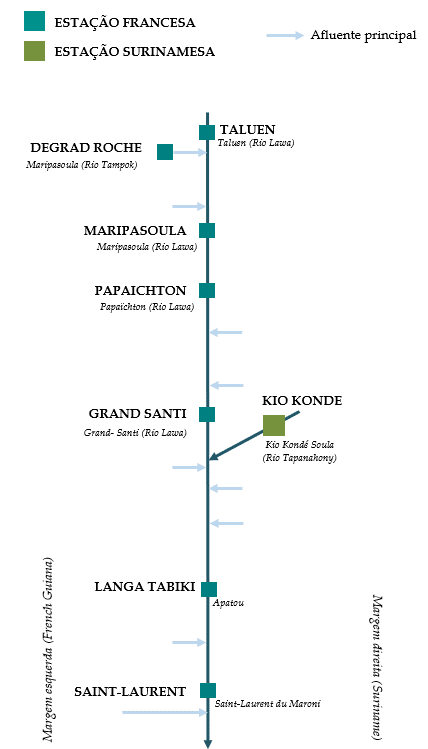 ESTAÇÃO FRANCESA
ESTAÇÃO SURINAMESA
Afluente principal
TALUEN
Taluen (Rio Lawa)
DEGRAD ROCHE
Maripasoula (Rio Tampok)
MARIPASOULA
Maripasoula (Rio Lawa)
PAPAICHTON
Papaichton (Rio Lawa)
KIO KONDE
GRAND SANTI
Grand- Santi (Rio Lawa)
Kio Kondé Soula
(Rio Tapanahony)
LANGA TABIKI
Apatou
SAINT-LAURENT
Saint-Laurent du Maroni
Margem esquerda (French Guiana)
Margem direita (Suriname)